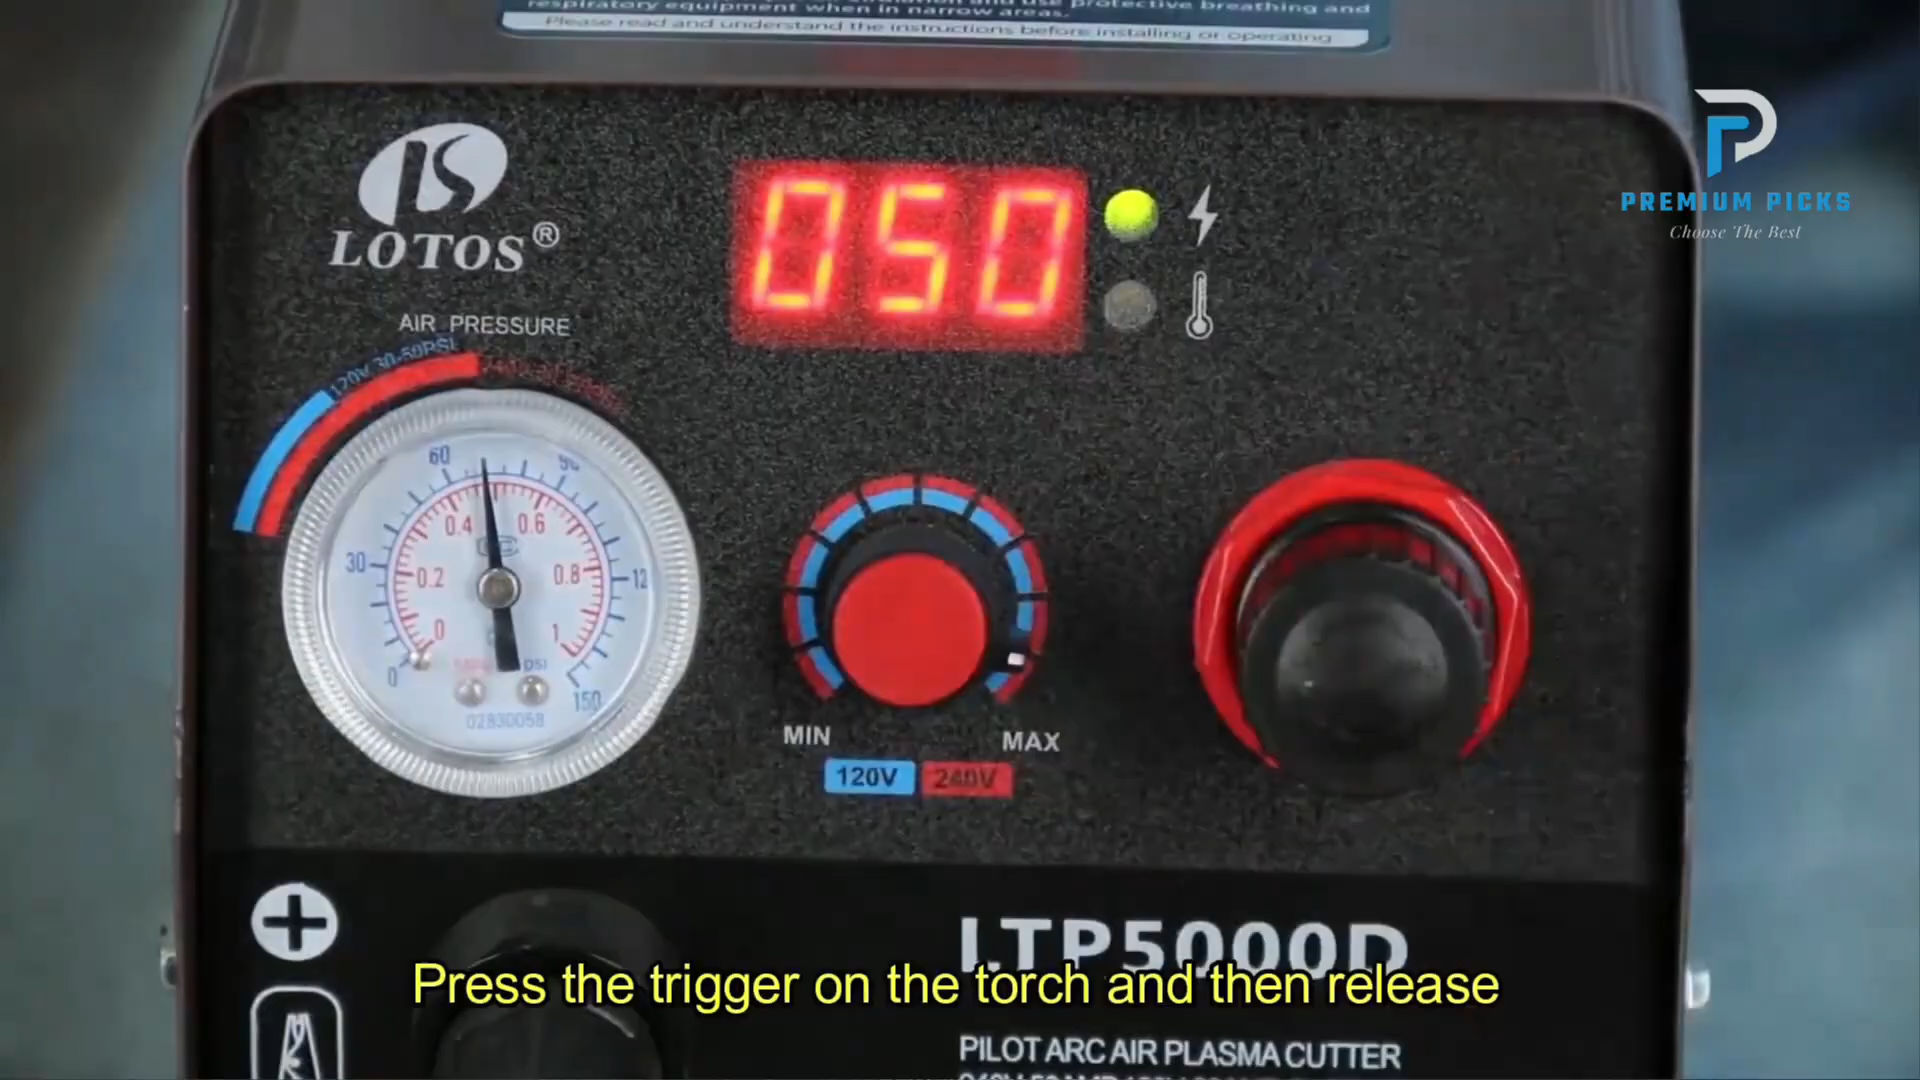 respiratory equipment when in narrow areas.
Please read and understand the instructions before installing or operating
LOTOS®
050
PREMIUM PICKS
Choose The Best
AIR PRESSURE
120V 30-50PSI
0
30
60
90
12
150
0
0.2
0.4
0.6
0.8
1
PSI
02830058
MIN
MAX
120V
240V
LTP5000D
Press the trigger on the torch and then release
PILOT ARC AIR PLASMA CUTTER